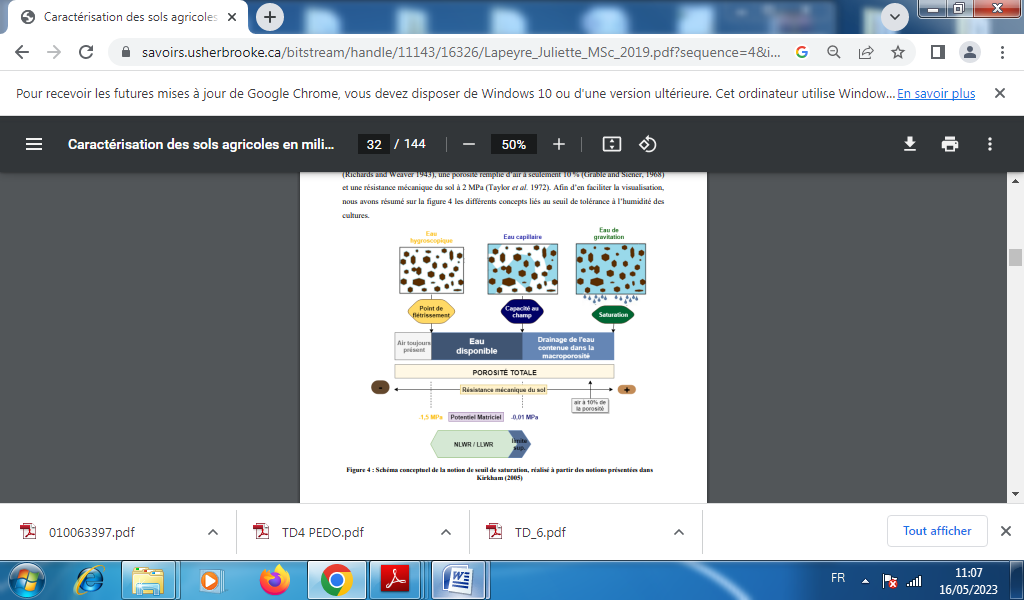 Caractérisation des sols agricoles
savoirs.usherbrooke.ca/bitstream/handle/11143/16326/Lapeyre_Juliette_MSc_2019.pdf?sequence=4&i...
Pour recevoir les futures mises à jour de Google Chrome, vous devez disposer de Windows 10 ou d'une version ultérieure. Cet ordinateur utilise Window... En savoir plus
Caractérisation des sols agricoles en mili... 32 / 144 50%
(Richards and Weaver 1943), une porosité remplie d'air à seulement 10 % (Grable and Siemer, 1968)
et une résistance mécanique du sol à 2 MPa (Taylor et al. 1972). Afin d'en faciliter la visualisation,
nous avons résumé sur la figure 4 les différents concepts liés au seuil de tolérance à l'humidité des
cultures.
Eau
hygroscopique
Eau capillaire
Eau de
gravitation
Point de
flétrissement
Capacité au
champ
Saturation
Air toujours
présent
Eau
disponible
Drainage de l'eau
contenue dans la
macroporosité
POROSITÉ TOTALE
- Résistance mécanique du sol +
air à 10% de
la porosité
-1,5 MPa Potentiel Matriciel -0,01 MPa
NLWR / LLWR
limite
sup.
Figure 4 : Schéma conceptuel de la notion de seuil de saturation, réalisé à partir des notions présentées dans
Kirkham (2005)
010063397.pdf TD4 PEDO.pdf TD_6.pdf Tout afficher
FR 11:07
16/05/2023